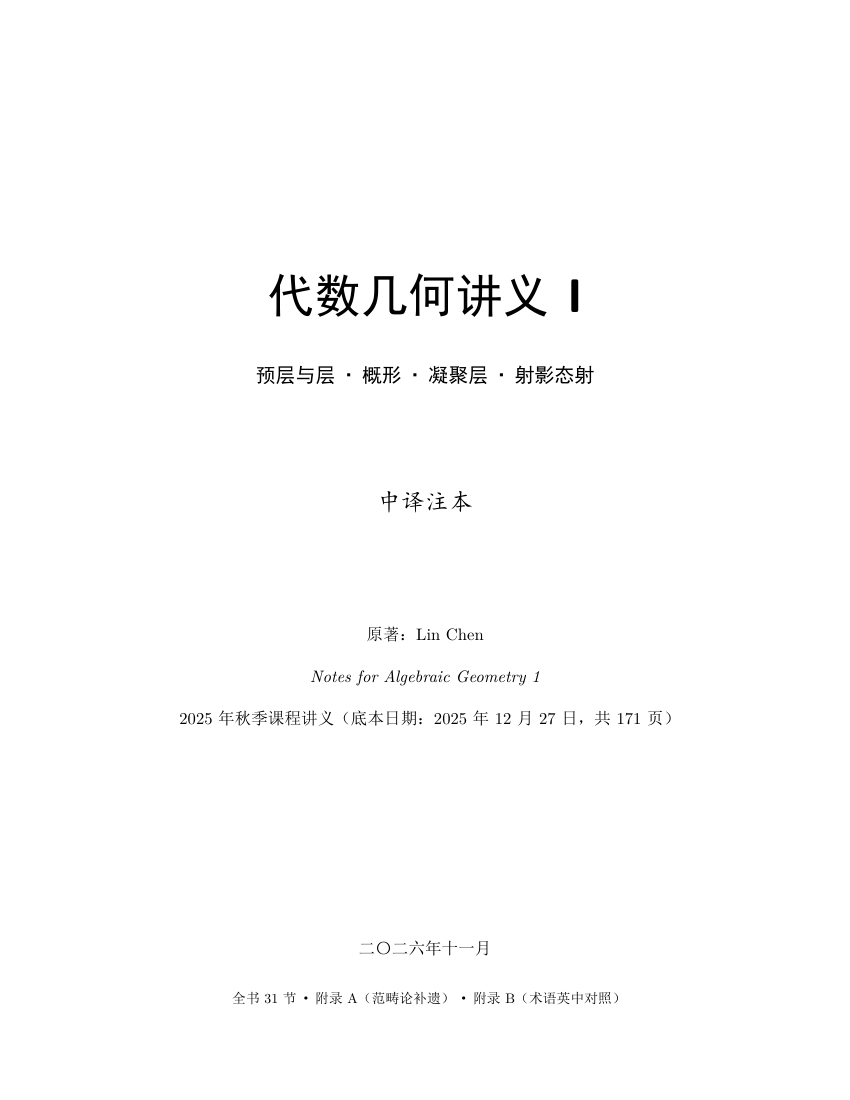 代数几何讲义 I
预层与层 · 概形 · 凝聚层 · 射影态射
中译注本
原著：Lin Chen
Notes for Algebraic Geometry 1
2025 年秋季课程讲义（底本日期：2025 年 12 月 27 日，共 171 页）
二〇二六年十一月
全书 31 节 • 附录 A（范畴论补遗） • 附录 B（术语英中对照）